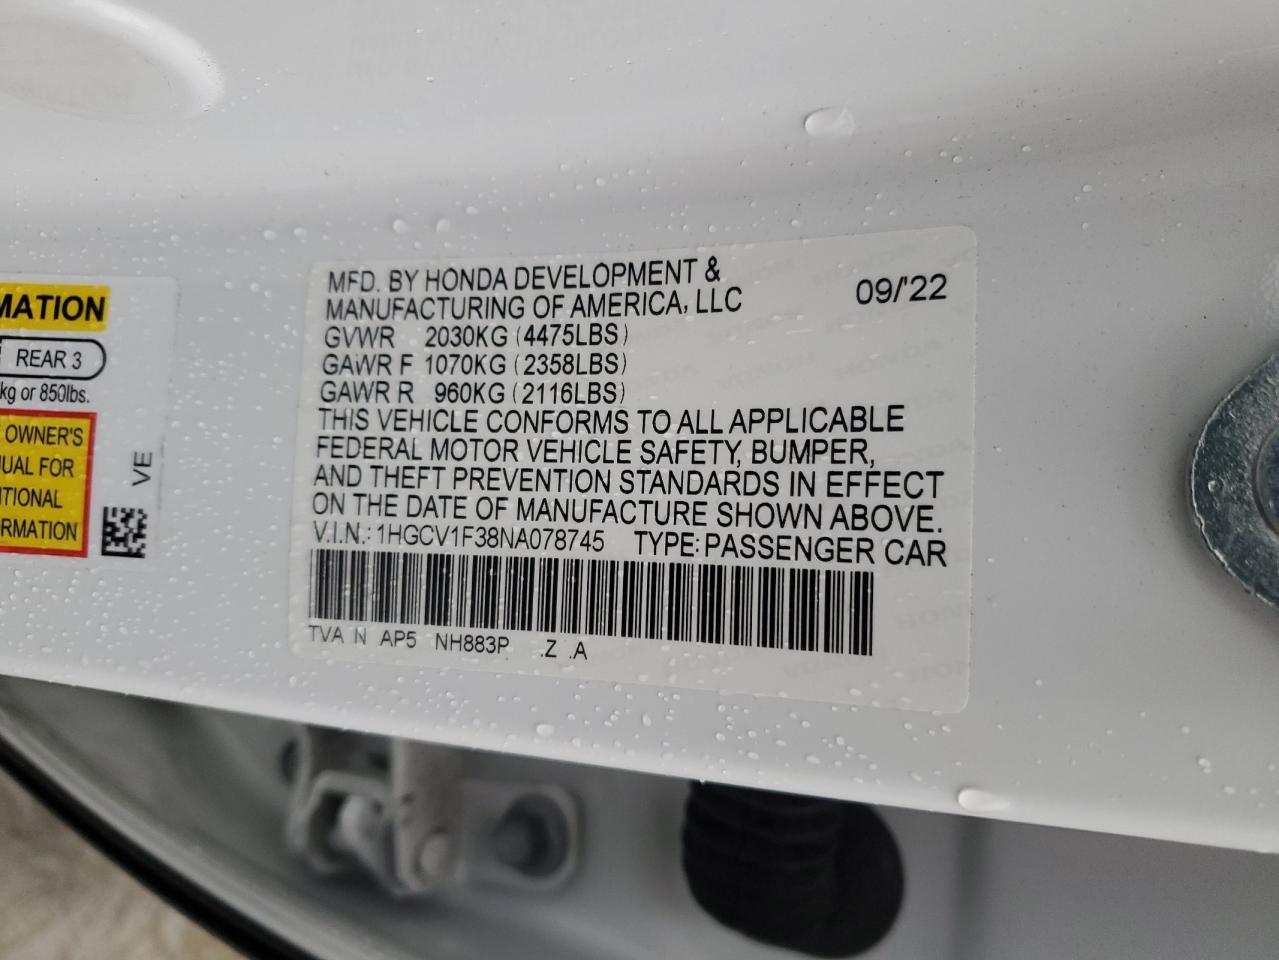 MATION
REAR 3
kg or 850lbs.
OWNER'S
UAL FOR
ITIONAL
ORMATION
VE
MFD. BY HONDA DEVELOPMENT &
MANUFACTURING OF AMERICA, LLC 09/'22
GVWR 2030KG (4475LBS)
GAWR F 1070KG (2358LBS)
GAWR R 960KG (2116LBS)
THIS VEHICLE CONFORMS TO ALL APPLICABLE
FEDERAL MOTOR VEHICLE SAFETY, BUMPER,
AND THEFT PREVENTION STANDARDS IN EFFECT
ON THE DATE OF MANUFACTURE SHOWN ABOVE.
V.I.N.: 1HGCV1F38NA078745 TYPE: PASSENGER CAR
TVA N AP5 NH883P .Z .A